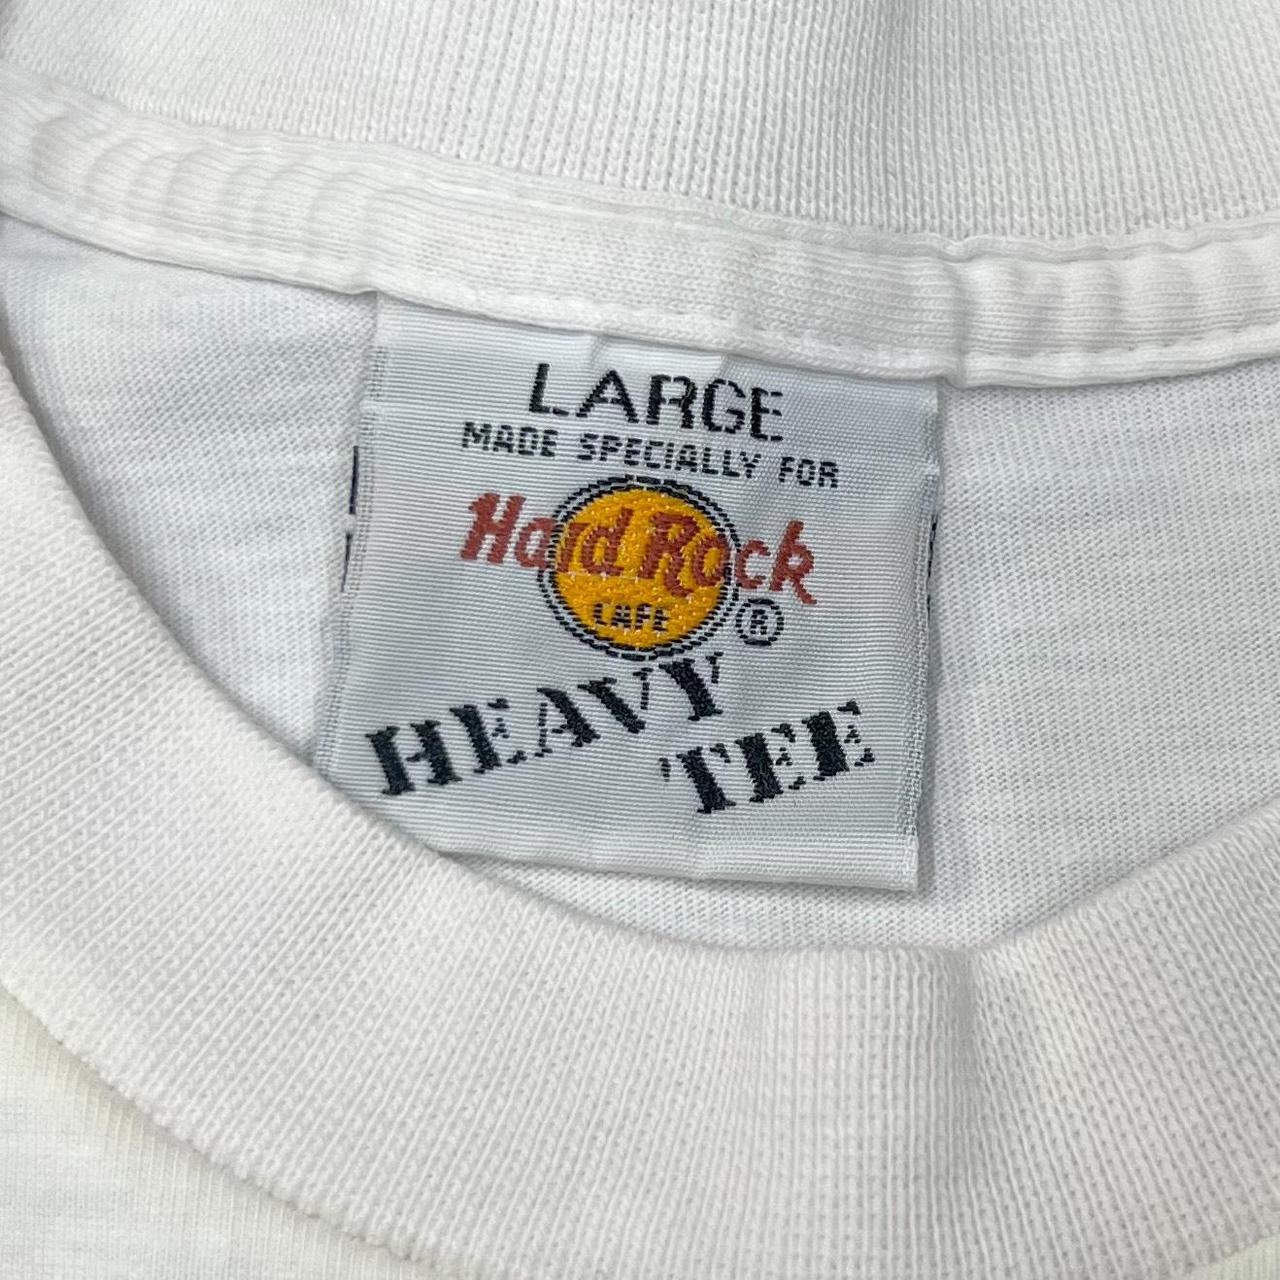 LARGE
MADE SPECIALLY FOR
Hard Rock
CAFE ®
HEAVY
TEE